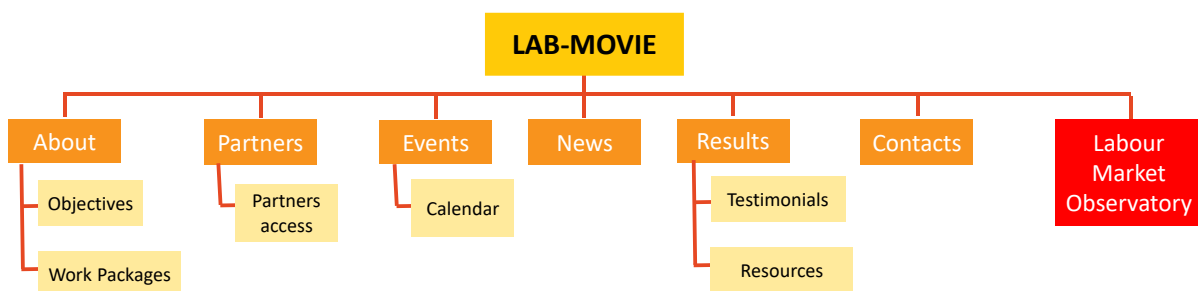 LAB-MOVIE
About
Partners
Events
News
Results
Contacts
Labour
Market
Observatory
Objectives
Work Packages
Partners
access
Calendar
Testimonials
Resources